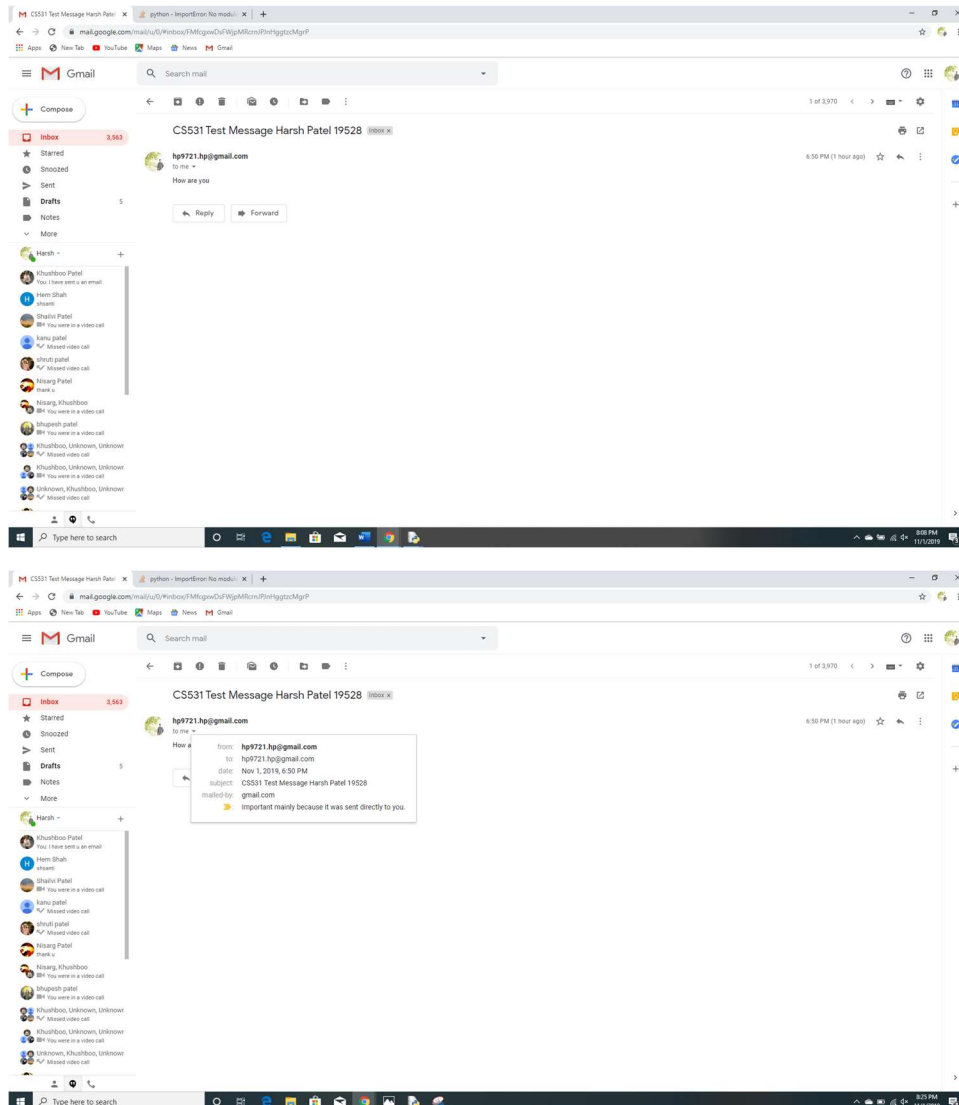 CS531 Test Message Harsh Patel
python - ImportError: No modul
mail.google.com/mail/u/0/#inbox/
Apps New Tab YouTube Maps News Gmail
Gmail
Search mail
Compose
1 of 3,970
CS531 Test Message Harsh Patel 19528 Inbox x
Inbox 3,563
Starred
hp9721.hp@gmail.com 6:50 PM (1 hour ago)
to me
Snoozed
How are you
Sent
Drafts 5
Notes
Reply Forward
More
Harsh
Khushboo Patel
You: I have sent u an email
Hem Shah
shsanti
Shailvi Patel
You were in a video call
kanu patel
Missed video call
shruti patel
Missed video call
Nisarg Patel
thank u
Nisarg, Khushboo
You were in a video call
bhupesh patel
You were in a video call
Khushboo, Unknown, Unknown
Missed video call
Khushboo, Unknown, Unknown
You were in a video call
Unknown, Khushboo, Unknown
Missed video call
Type here to search
8:08 PM
11/1/2019
CS531 Test Message Harsh Patel
python - ImportError: No modul
mail.google.com/mail/u/0/#inbox/
Apps New Tab YouTube Maps News Gmail
Gmail
Search mail
Compose
1 of 3,970
CS531 Test Message Harsh Patel 19528 Inbox x
Inbox 3,563
Starred
hp9721.hp@gmail.com 6:50 PM (1 hour ago)
to me
Snoozed
How a
Sent
Drafts 5
Notes
More
from: hp9721.hp@gmail.com
to: hp9721.hp@gmail.com
date: Nov 1, 2019, 6:50 PM
subject: CS531 Test Message Harsh Patel 19528
mailed-by: gmail.com
Important mainly because it was sent directly to you.
Harsh
Khushboo Patel
You: I have sent u an email
Hem Shah
shsanti
Shailvi Patel
You were in a video call
kanu patel
Missed video call
shruti patel
Missed video call
Nisarg Patel
thank u
Nisarg, Khushboo
You were in a video call
bhupesh patel
You were in a video call
Khushboo, Unknown, Unknown
Missed video call
Khushboo, Unknown, Unknown
You were in a video call
Unknown, Khushboo, Unknown
Missed video call
Type here to search
8:25 PM